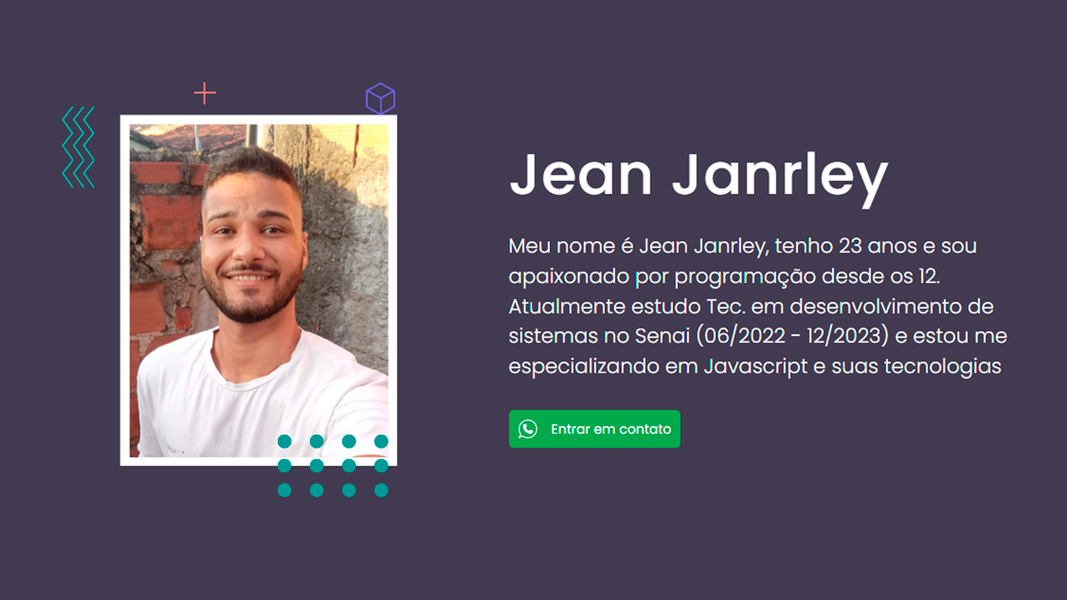 Jean Janrley
Meu nome é Jean Janrley, tenho 23 anos e sou
apaixonado por programação desde os 12.
Atualmente estudo Tec. em desenvolvimento de
sistemas no Senai (06/2022 - 12/2023) e estou me
especializando em Javascript e suas tecnologias
Entrar em contato